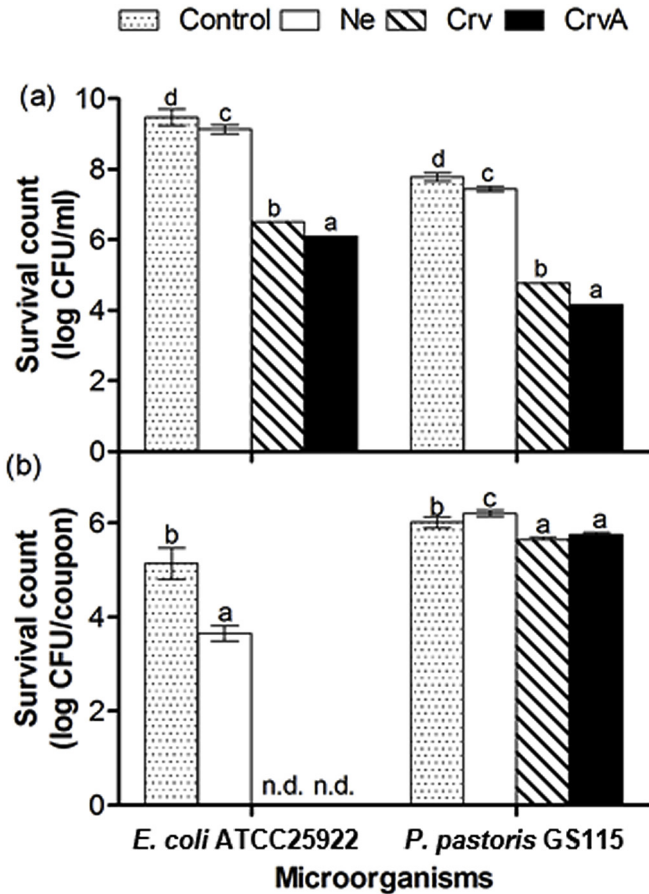 Control Ne Crv CrvA
(a)
10
8
6
4
2
0
Survival count
(log CFU/ml)
d c b a
d c b a
(b)
6
4
2
0
Survival count
(log CFU/coupon)
b a n.d. n.d.
b c a a
E. coli ATCC25922 P. pastoris GS115
Microorganisms